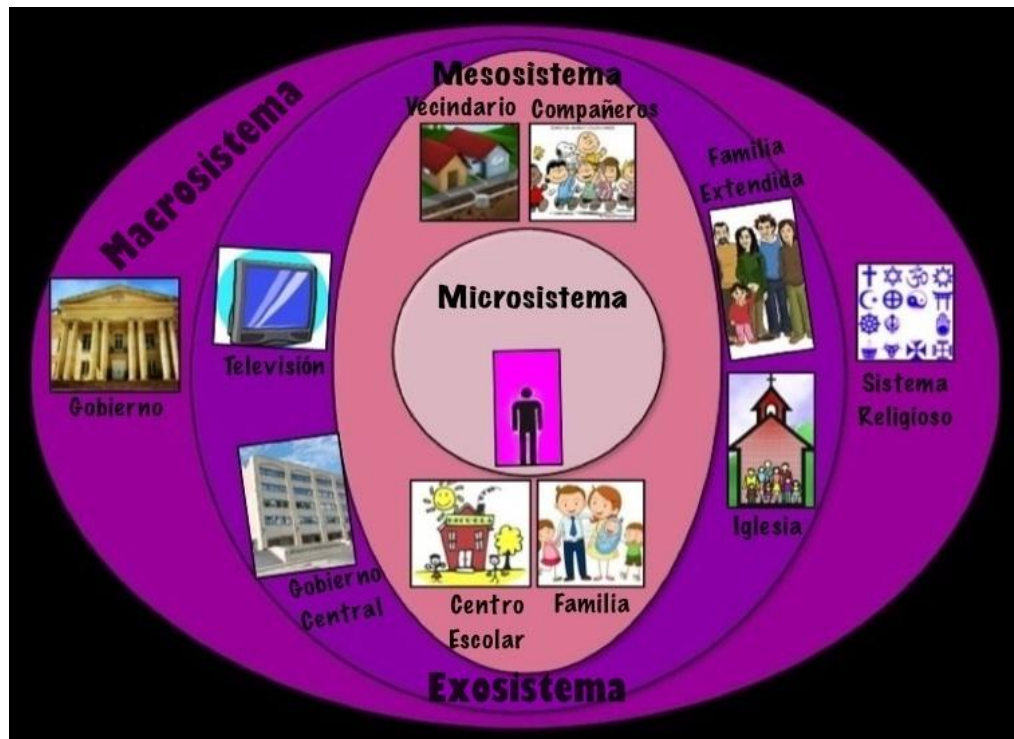 Mesosistema
Vecindario
Compañeros
Macrosistema
Familia
Extendida
Microsistema
Televisión
Gobierno
Sistema
Religioso
Iglesia
Gobierno
Central
Centro
Escolar
Familia
Exosistema